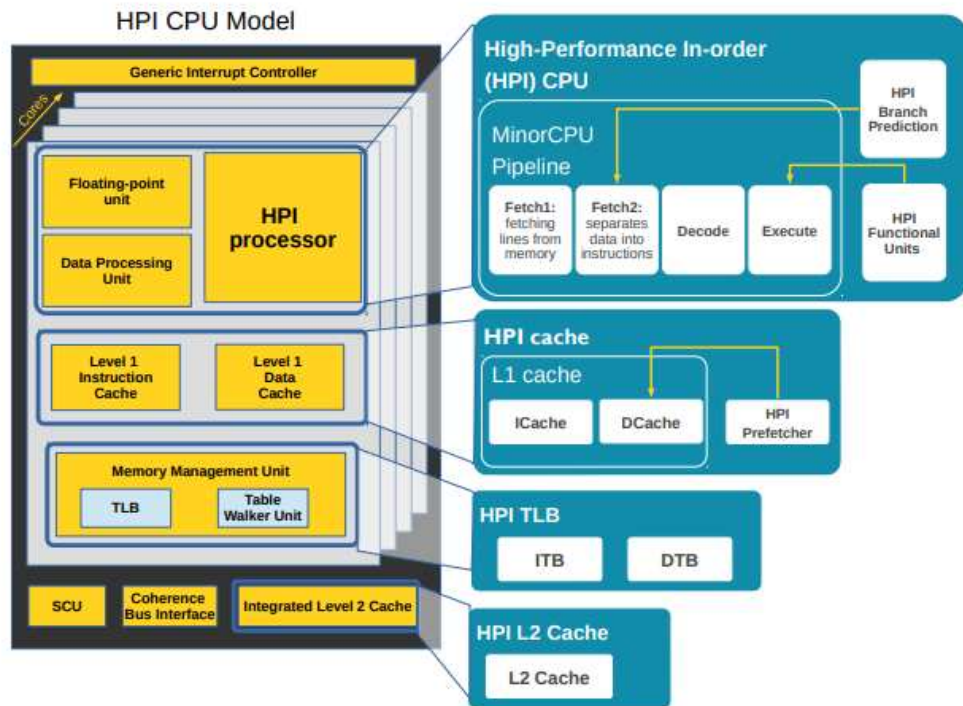 HPI CPU Model
Generic Interrupt Controller
Cores
Floating-point
unit
Data Processing
Unit
HPI
processor
Level 1
Instruction
Cache
Level 1
Data
Cache
Memory Management Unit
TLB
Table
Walker Unit
SCU
Coherence
Bus Interface
Integrated Level 2 Cache
High-Performance In-order
(HPI) CPU
MinorCPU
Pipeline
Fetch1:
fetching
lines from
memory
Fetch2:
separates
data into
instructions
Decode
Execute
HPI
Branch
Prediction
HPI
Functional
Units
HPI cache
L1 cache
ICache
DCache
HPI
Prefetcher
HPI TLB
ITB
DTB
HPI L2 Cache
L2 Cache